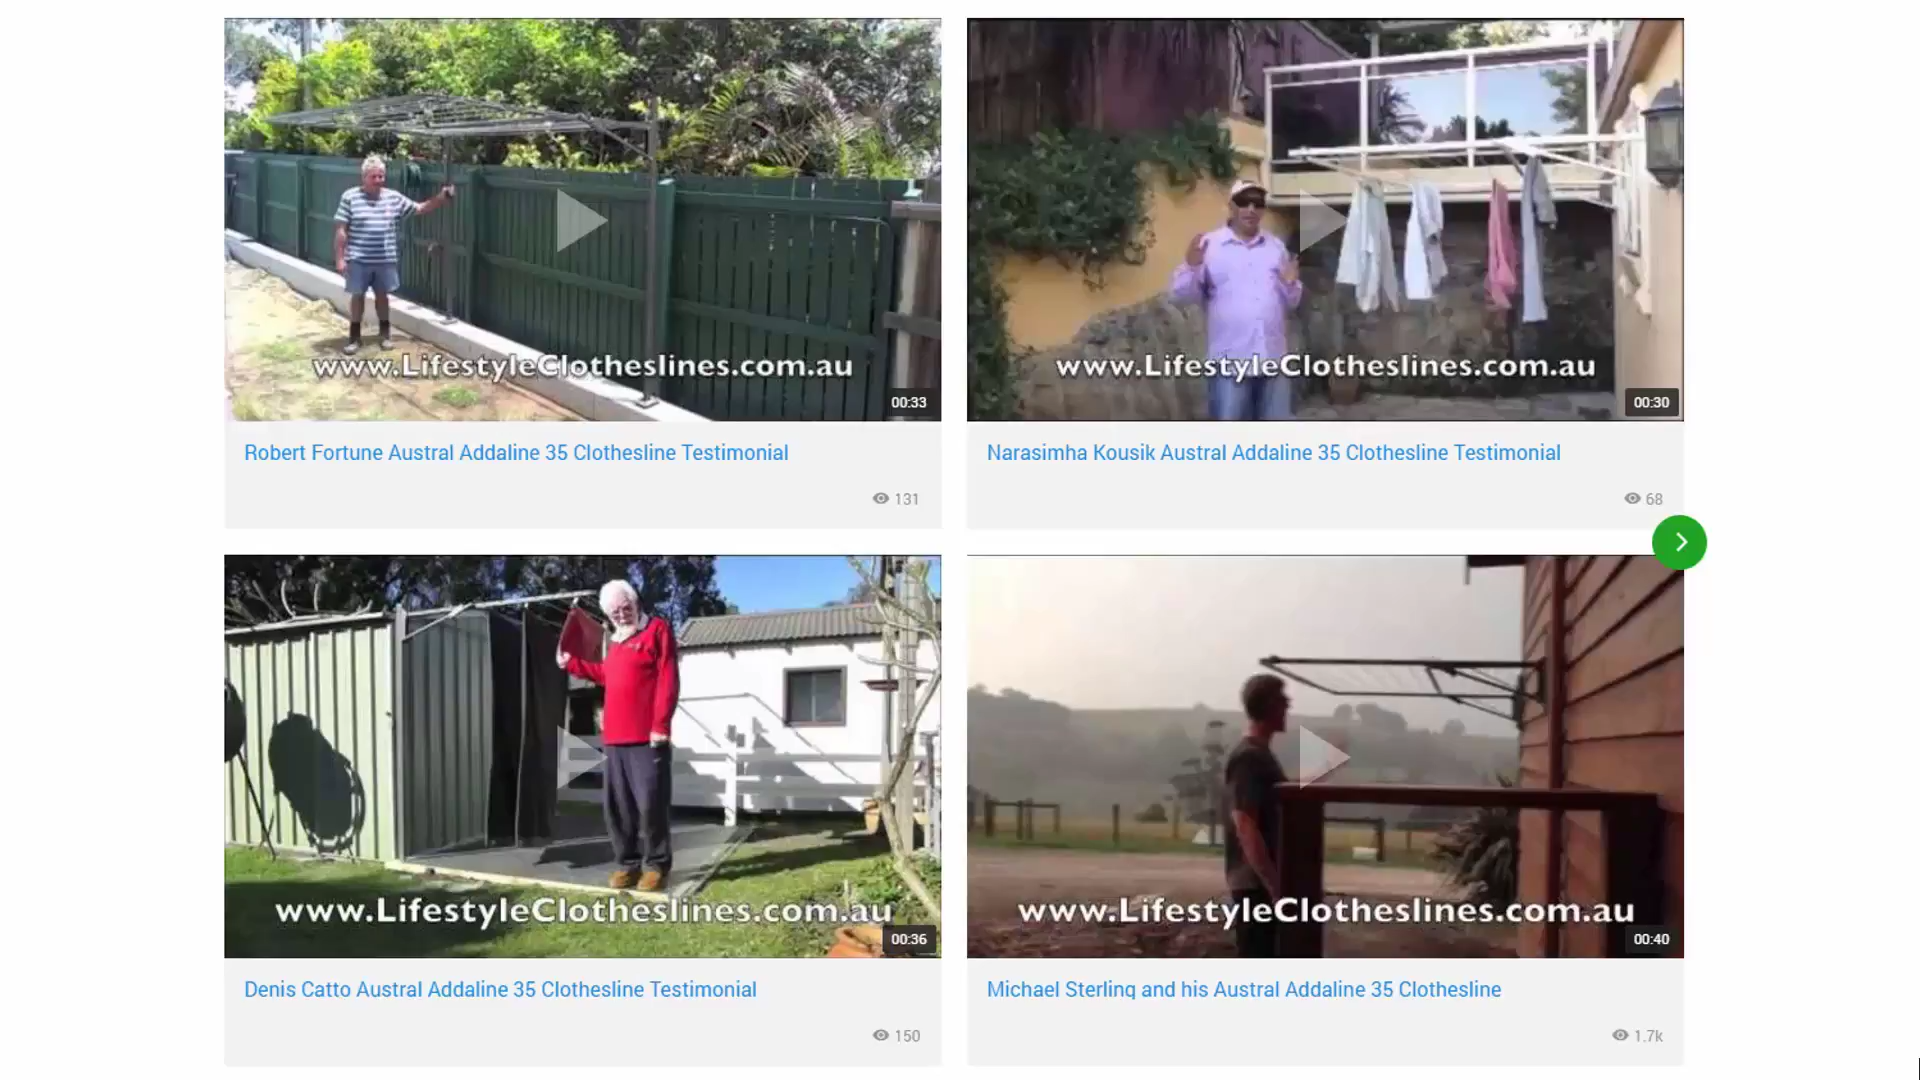 www.LifestyleClotheslines.com.au
00:33
Robert Fortune Austral Addaline 35 Clothesline Testimonial
131
www.LifestyleClotheslines.com.au
00:30
Narasimha Kousik Austral Addaline 35 Clothesline Testimonial
68
www.LifestyleClotheslines.com.au
00:36
Denis Catto Austral Addaline 35 Clothesline Testimonial
150
www.LifestyleClotheslines.com.au
00:40
Michael Sterling and his Austral Addaline 35 Clothesline
1.7k